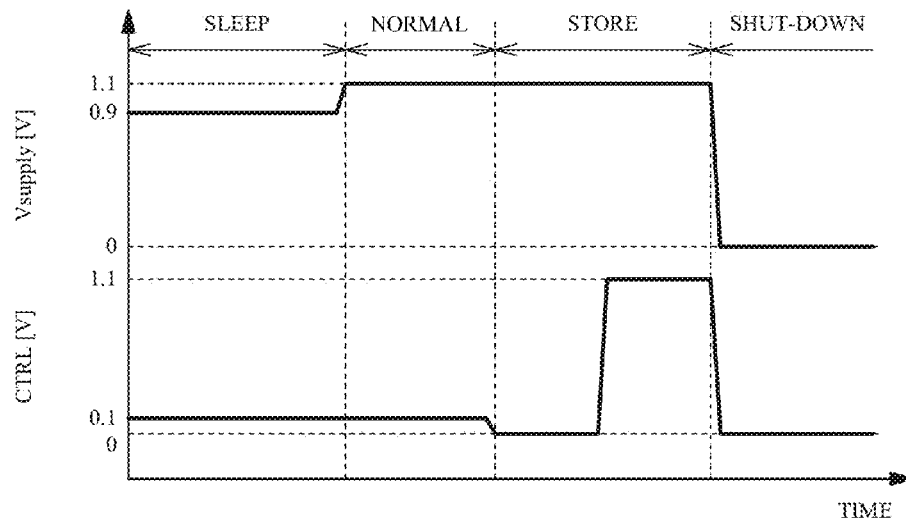 SLEEP NORMAL STORE SHUT-DOWN
Vsupply [V]
1.1
0.9
0
CTRL [V]
1.1
0.1
0
TIME